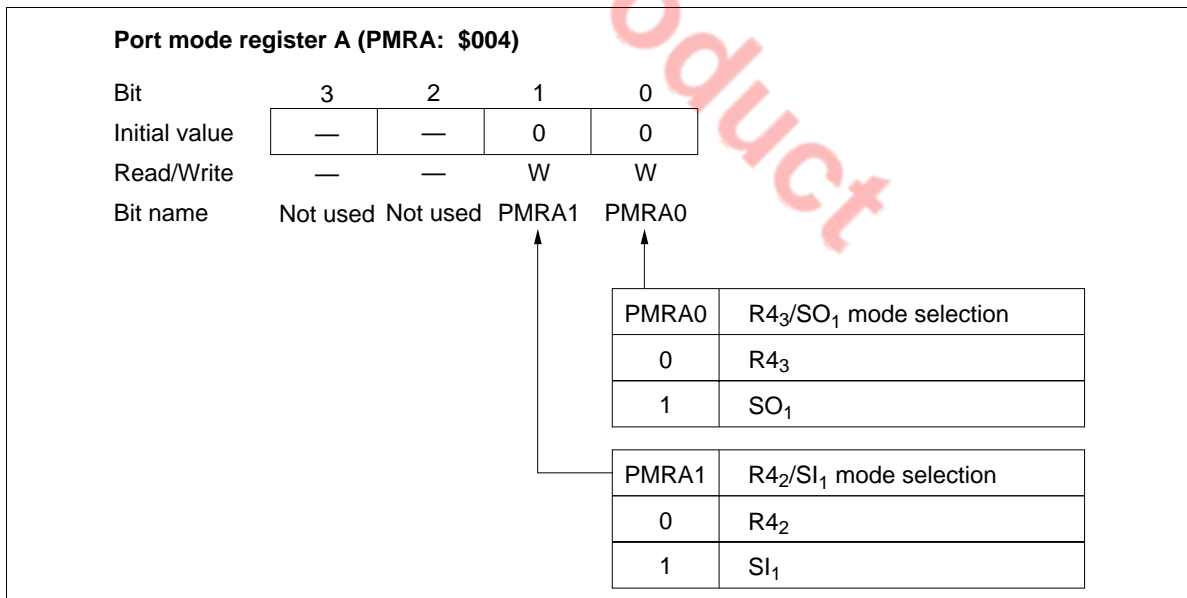 Port mode register A (PMRA: $004)
Bit 3 2 1 0
Initial value — — 0 0
Read/Write — — W W
Bit name Not used Not used PMRA1 PMRA0
PMRA0 R4₃/SO₁ mode selection
0 R4₃
1 SO₁
PMRA1 R4₂/SI₁ mode selection
0 R4₂
1 SI₁